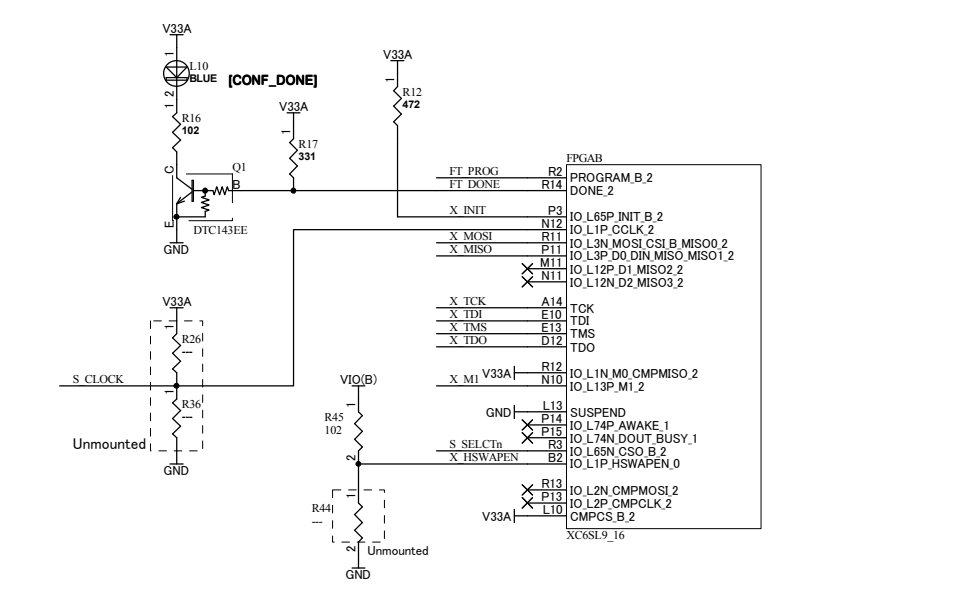 V33A
1
L10
BLUE
2
[CONF_DONE]
1
R16
102
V33A
1
R17
331
V33A
1
R12
472
C
Q1
B
E
DTC143EE
GND
V33A
1
R26
---
S_CLOCK
R36
---
Unmounted
GND
VIO(B)
1
R45
102
2
1
R44
---
2
Unmounted
GND
FPGAB
FT_PROG R2 PROGRAM_B_2
FT_DONE R14 DONE_2
X_INIT P3 IO_L65P_INIT_B_2
N12 IO_L1P_CCLK_2
X_MOSI R11 IO_L3N_MOSI_CSI_B_MISO0_2
X_MISO P11 IO_L3P_D0_DIN_MISO_MISO1_2
M11 IO_L12P_D1_MISO2_2
N11 IO_L12N_D2_MISO3_2
X_TCK A14 TCK
X_TDI E10 TDI
X_TMS E13 TMS
X_TDO D12 TDO
V33A R12 IO_L1N_M0_CMPMISO_2
X_M1 N10 IO_L13P_M1_2
GND L13 SUSPEND
P14 IO_L74P_AWAKE_1
P15 IO_L74N_DOUT_BUSY_1
S_SELCTn R3 IO_L65N_CSO_B_2
X_HSWAPEN B2 IO_L1P_HSWAPEN_0
R13 IO_L2N_CMPMOSI_2
P13 IO_L2P_CMPCLK_2
V33A L10 CMPCS_B_2
XC6SL9_16